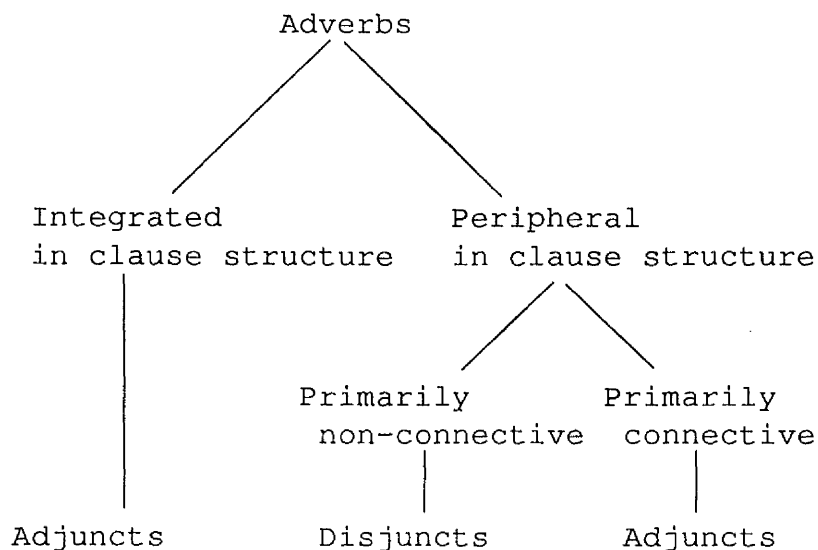 Adverbs
Integrated
in clause structure
Peripheral
in clause structure
Primarily
non-connective
Primarily
connective
Adjuncts
Disjuncts
Adjuncts